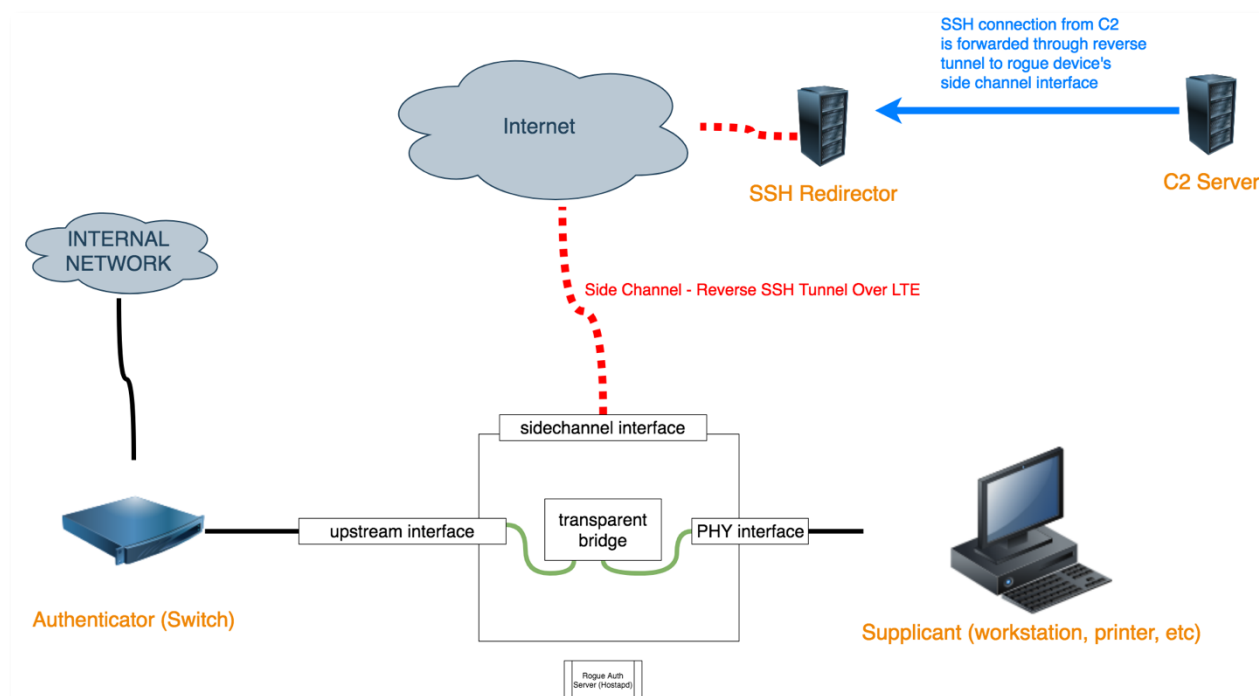 SSH connection from C2
is forwarded through reverse
tunnel to rogue device's
side channel interface
Internet
SSH Redirector
C2 Server
INTERNAL
NETWORK
Side Channel - Reverse SSH Tunnel Over LTE
sidechannel interface
upstream interface
transparent
bridge
PHY interface
Authenticator (Switch)
Supplicant (workstation, printer, etc)
Rogue Auth
Server (Hostapd)